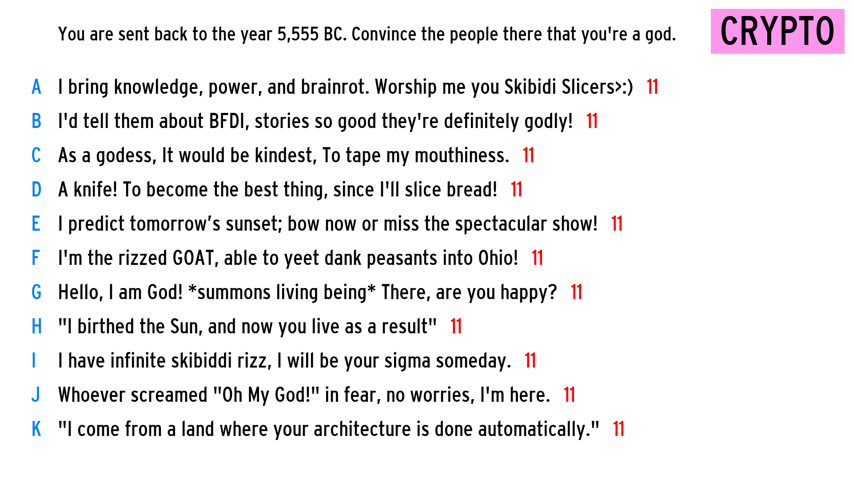 You are sent back to the year 5,555 BC. Convince the people there that you're a god.
CRYPTO
A I bring knowledge, power, and brainrot. Worship me you Skibidi Slicers>:) 11
B I'd tell them about BFDI, stories so good they're definitely godly! 11
C As a godess, It would be kindest, To tape my mouthiness. 11
D A knife! To become the best thing, since I'll slice bread! 11
E I predict tomorrow’s sunset; bow now or miss the spectacular show! 11
F I'm the rizzed GOAT, able to yeet dank peasants into Ohio! 11
G Hello, I am God! *summons living being* There, are you happy? 11
H "I birthed the Sun, and now you live as a result" 11
I I have infinite skibiddi rizz, I will be your sigma someday. 11
J Whoever screamed "Oh My God!" in fear, no worries, I'm here. 11
K "I come from a land where your architecture is done automatically." 11